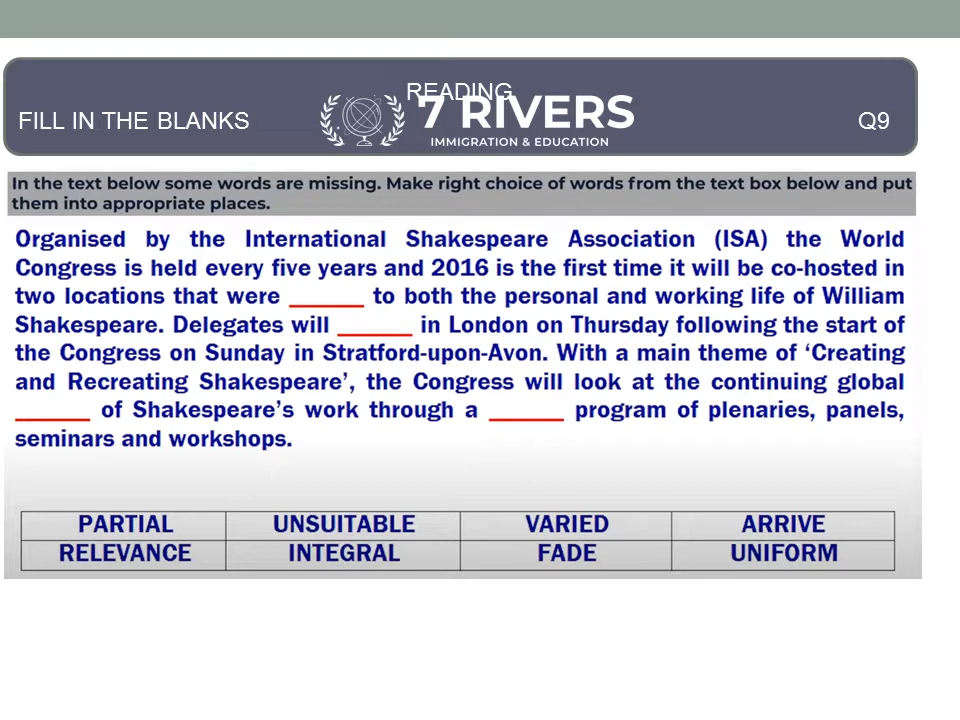 READING
FILL IN THE BLANKS
7 RIVERS
IMMIGRATION & EDUCATION
Q9
In the text below some words are missing. Make right choice of words from the text box below and put
them into appropriate places.
Organised by the International Shakespeare Association (ISA) the World
Congress is held every five years and 2016 is the first time it will be co-hosted in
two locations that were ______ to both the personal and working life of William
Shakespeare. Delegates will ______ in London on Thursday following the start of
the Congress on Sunday in Stratford-upon-Avon. With a main theme of ‘Creating
and Recreating Shakespeare’, the Congress will look at the continuing global
______ of Shakespeare’s work through a ______ program of plenaries, panels,
seminars and workshops.
PARTIAL UNSUITABLE VARIED ARRIVE
RELEVANCE INTEGRAL FADE UNIFORM